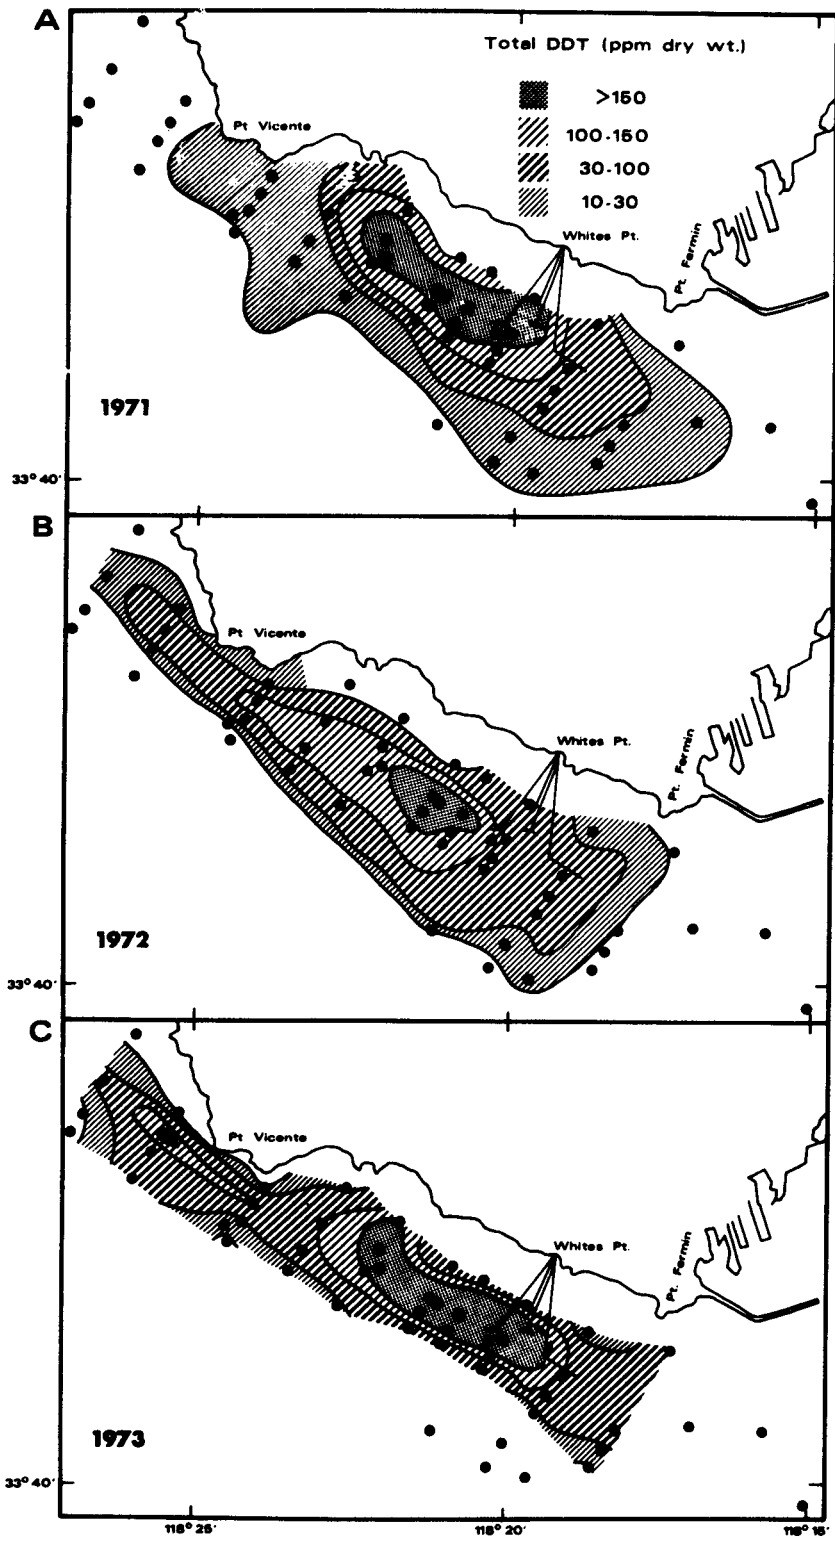 A
Total DDT (ppm dry wt.)
>150
100-150
30-100
10-30
Pt Vicente
Whites Pt.
Pt. Fermin
1971
33° 40'
B
Pt Vicente
Whites Pt.
Pt. Fermin
1972
33° 40'
C
Pt Vicente
Whites Pt.
Pt. Fermin
1973
33° 40'
118° 25' 118° 20' 118° 15'